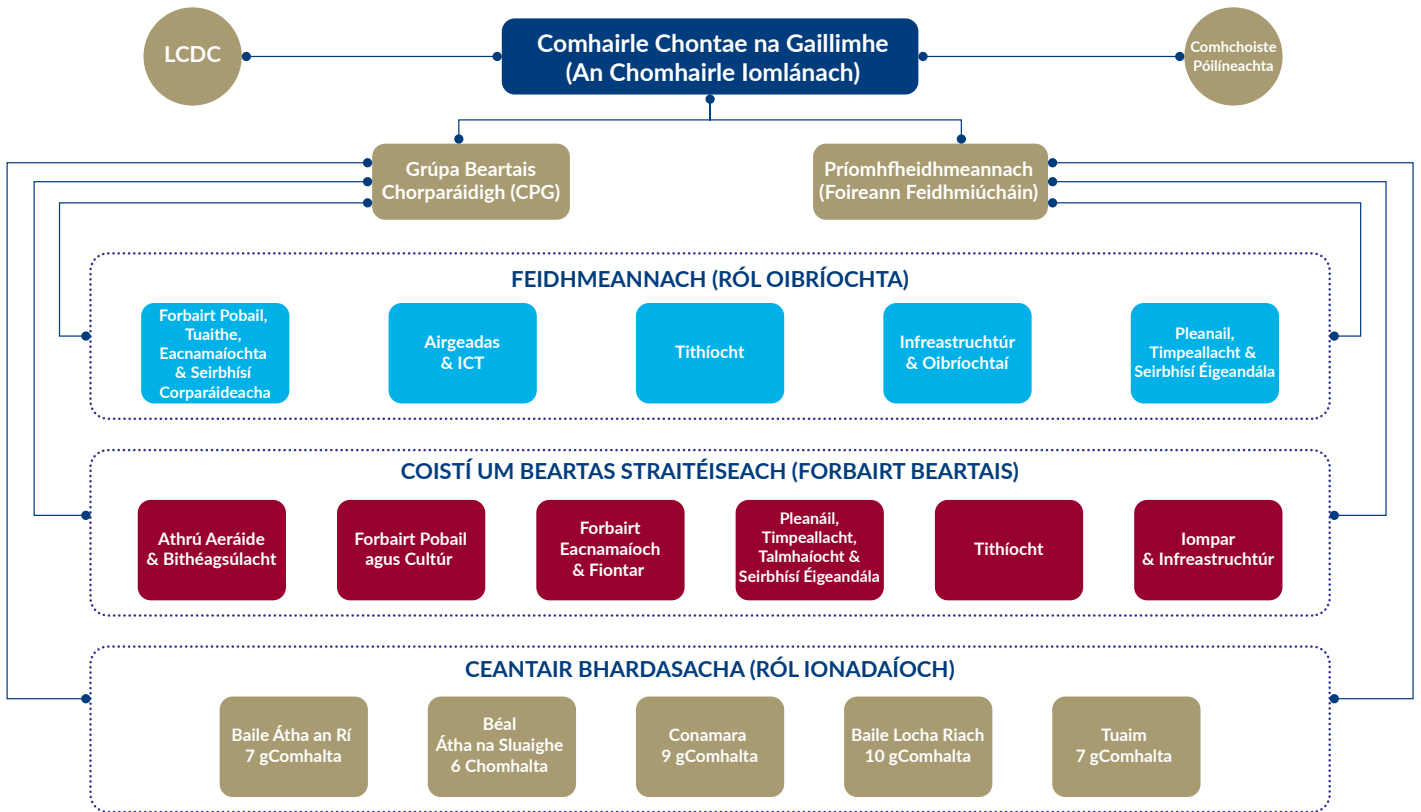 LCDC
Comhairle Chontae na Gaillimhe
(An Chomhairle Iomlánach)
Comhchoiste
Póilíneachta
Grúpa Beartais
Chorparáidigh (CPG)
Príomhfheidhmeannach
(Foireann Feidhmiúcháin)
FEIDHMEANNACH (RÓL OIBRÍOCHTA)
Forbairt Pobail,
Tuaithe,
Eacnamaíochta
& Seirbhísí
Corparáideacha
Airgeadas
& ICT
Tithíocht
Infreastruchtúr
& Oibríochtaí
Pleanail,
Timpeallacht &
Seirbhísí Éigeandála
COISTÍ UM BEARTAS STRAITÉISEACH (FORBAIRT BEARTAIS)
Athrú Aeráide
& Bithéagsúlacht
Forbairt Pobail
agus Cultúr
Forbairt
Eacnamaíoch
& Fiontar
Pleanáil,
Timpeallacht,
Talmhaíocht &
Seirbhísí Éigeandála
Tithíocht
Iompar
& Infreastruchtúr
CEANTAIR BHARDASACHA (RÓL IONADAÍOCH)
Baile Átha an Rí
7 gComhalta
Béal
Átha na Sluaighe
6 Chomhalta
Conamara
9 gComhalta
Baile Locha Riach
10 gComhalta
Tuaim
7 gComhalta